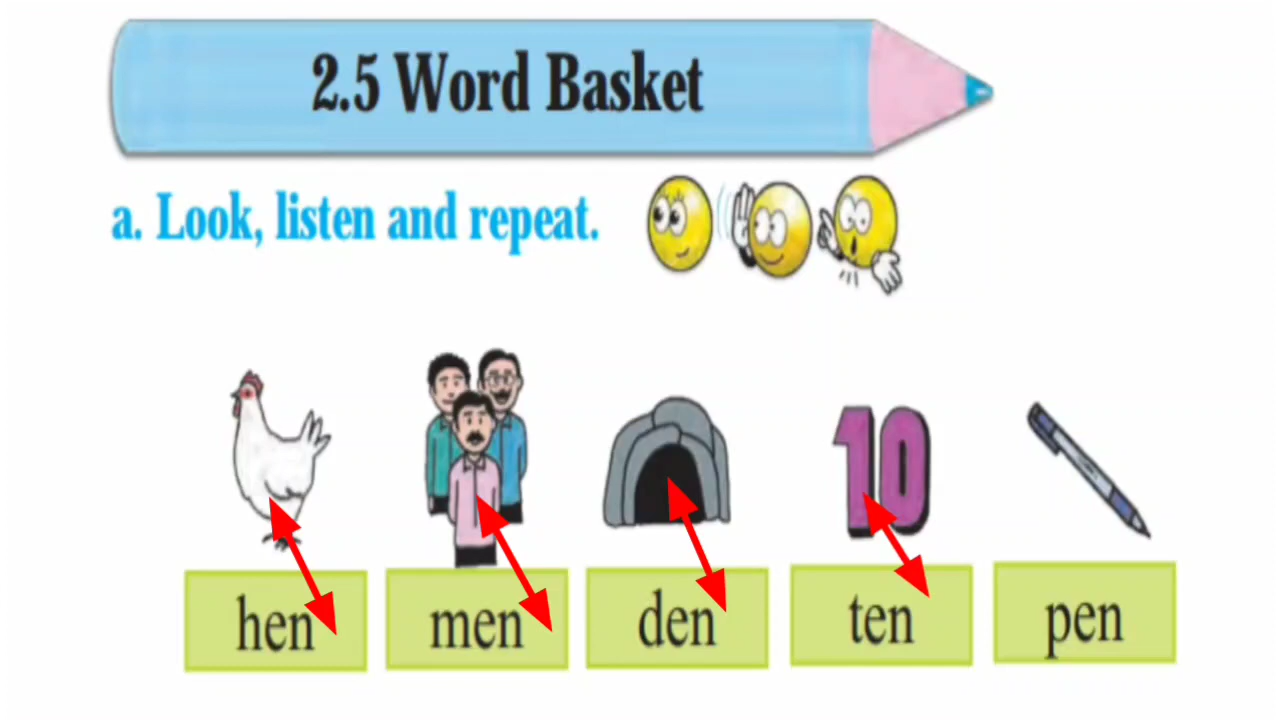 2.5 Word Basket
a. Look, listen and repeat.
10
hen men den ten pen